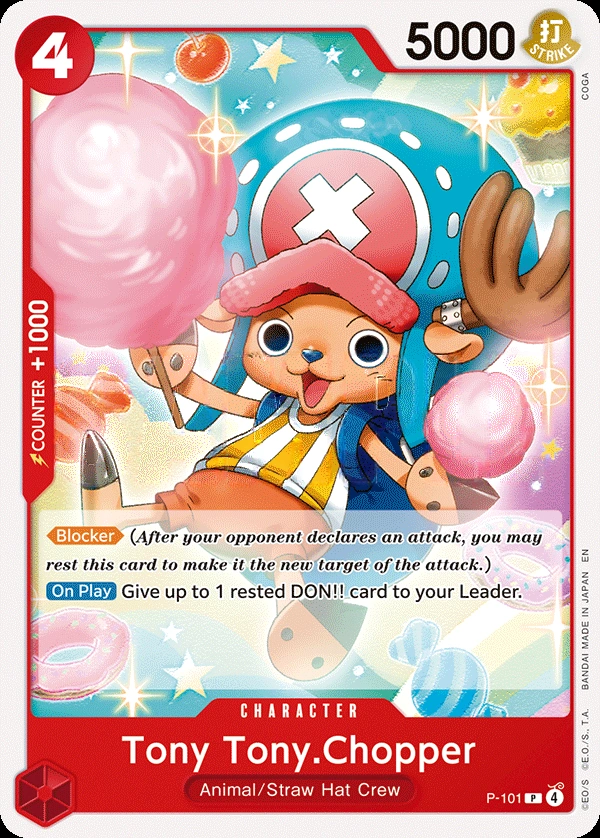 4
5000
打
STRIKE
COGA
COUNTER +1000
Blocker (After your opponent declares an attack, you may
rest this card to make it the new target of the attack.)
On Play Give up to 1 rested DON!! card to your Leader.
CHARACTER
Tony Tony.Chopper
Animal/Straw Hat Crew
P-101 P 4
©EO/S ©E.O./S., T.A. BANDAI MADE IN JAPAN EN